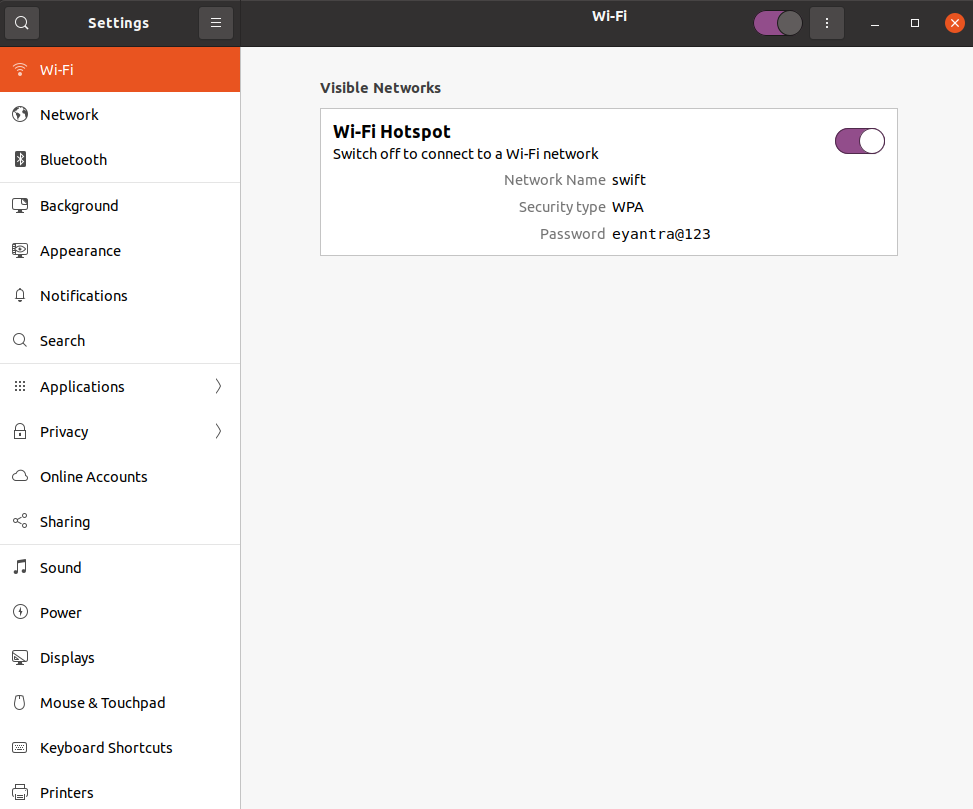 Settings
Wi-Fi
Wi-Fi
Network
Bluetooth
Background
Appearance
Notifications
Search
Applications
Privacy
Online Accounts
Sharing
Sound
Power
Displays
Mouse & Touchpad
Keyboard Shortcuts
Printers
Visible Networks
Wi-Fi Hotspot
Switch off to connect to a Wi-Fi network
Network Name swift
Security type WPA
Password eyantra@123